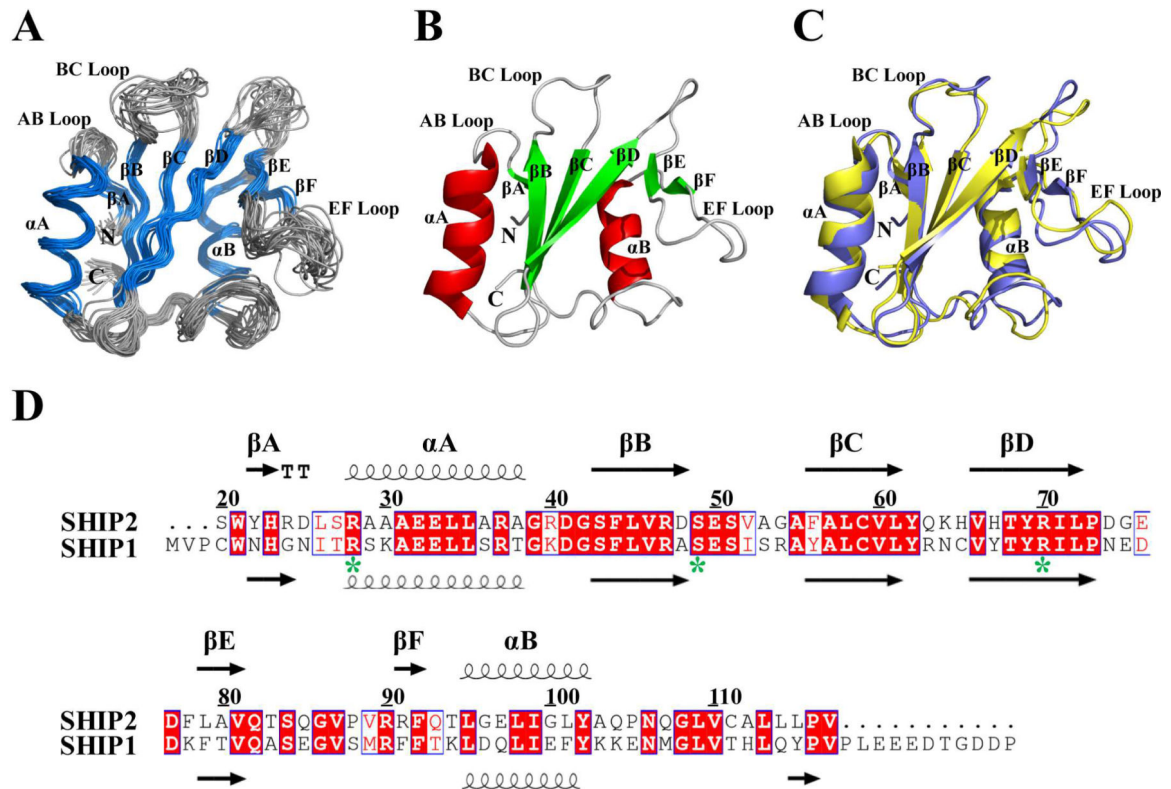 A
BC Loop
AB Loop
βB
βC
βD
βE
βF
βA
αA
N
EF Loop
αB
C
B
BC Loop
AB Loop
βB
βC
βD
βE
βF
βA
αA
N
EF Loop
αB
C
C
BC Loop
AB Loop
βB
βC
βD
βE
βF
βA
αA
N
EF Loop
αB
C
D
βA αA βB βC βD
TT
20 30 40 50 60 70
SHIP2 ...SWYHRDLSRAAAEELLARAGRDGSFLVRDSESVAGAFALCVLYQKHVHTYRILPDGE
SHIP1 MVPCWNHGNITRSKAEELLSRTGKDGSFLVRASESISRAYALCVLYRNCVYTYRILPNED
* * *
βE βF αB
80 90 100 110
SHIP2 DFLAVQTSQGVPVRRFQTLGELIGLYAQPNQGLVCALLLPV...........
SHIP1 DKFTVQASEGVSMRFFTKLDQLIEFYKKENMGLVTHLQYPVPLEEEDTGDDP